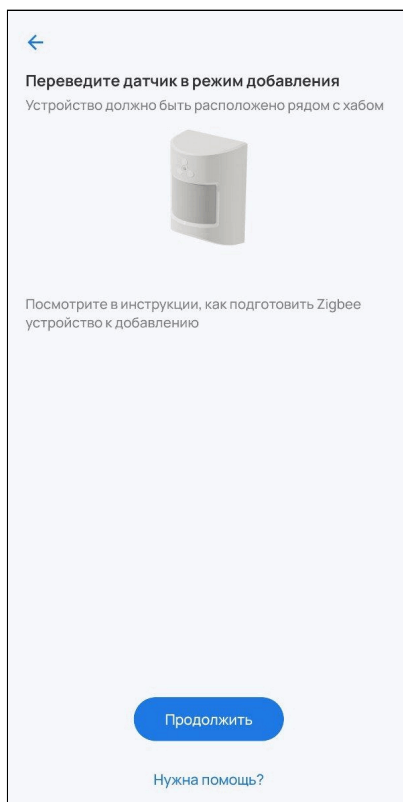 Переведите датчик в режим добавления
Устройство должно быть расположено рядом с хабом
Посмотрите в инструкции, как подготовить Zigbee
устройство к добавлению
Продолжить
Нужна помощь?